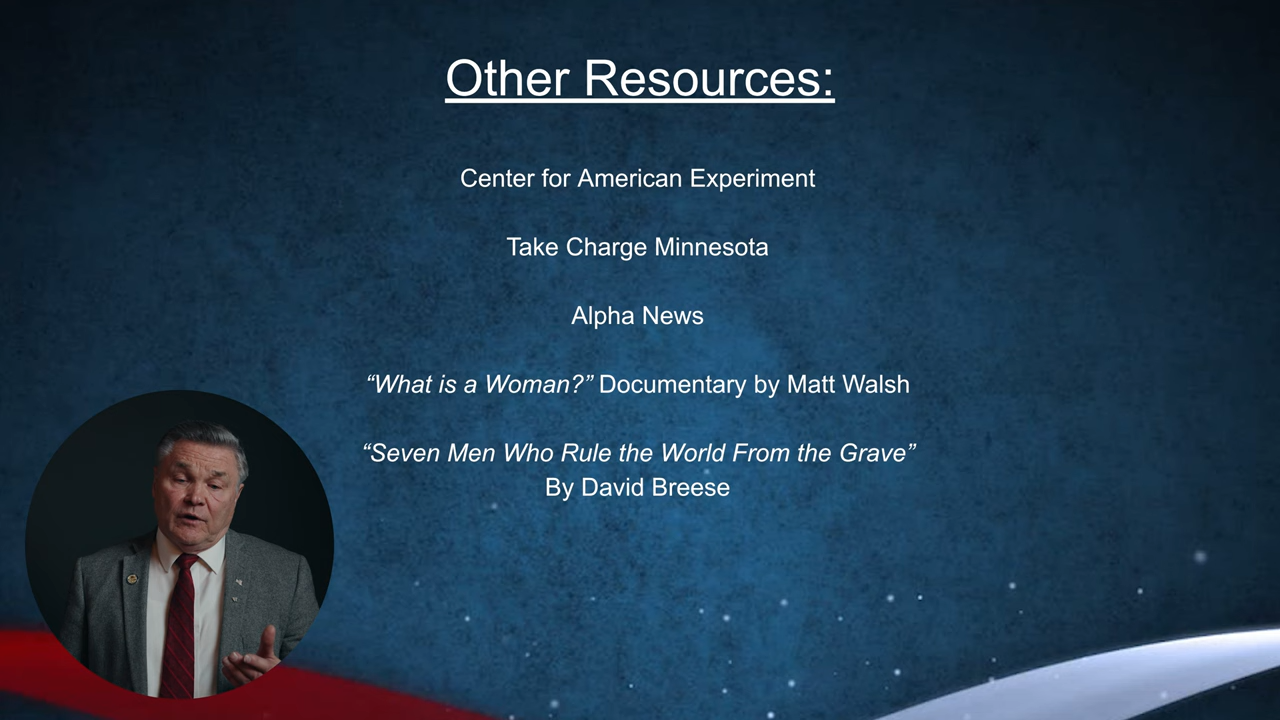 Other Resources:
Center for American Experiment
Take Charge Minnesota
Alpha News
“What is a Woman?” Documentary by Matt Walsh
“Seven Men Who Rule the World From the Grave”
By David Breese